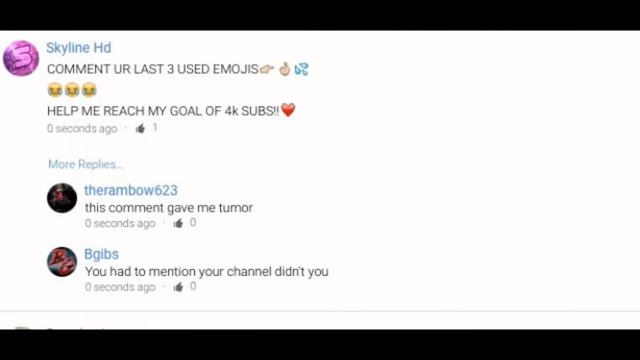 Skyline Hd
COMMENT UR LAST 3 USED EMOJIS👉🏼👌🏼💦
😂😂😂
HELP ME REACH MY GOAL OF 4k SUBS!!❤️
0 seconds ago · 👍 1
More Replies...
therambow623
this comment gave me tumor
0 seconds ago · 👍 0
Bgibs
You had to mention your channel didn't you
0 seconds ago · 👍 0